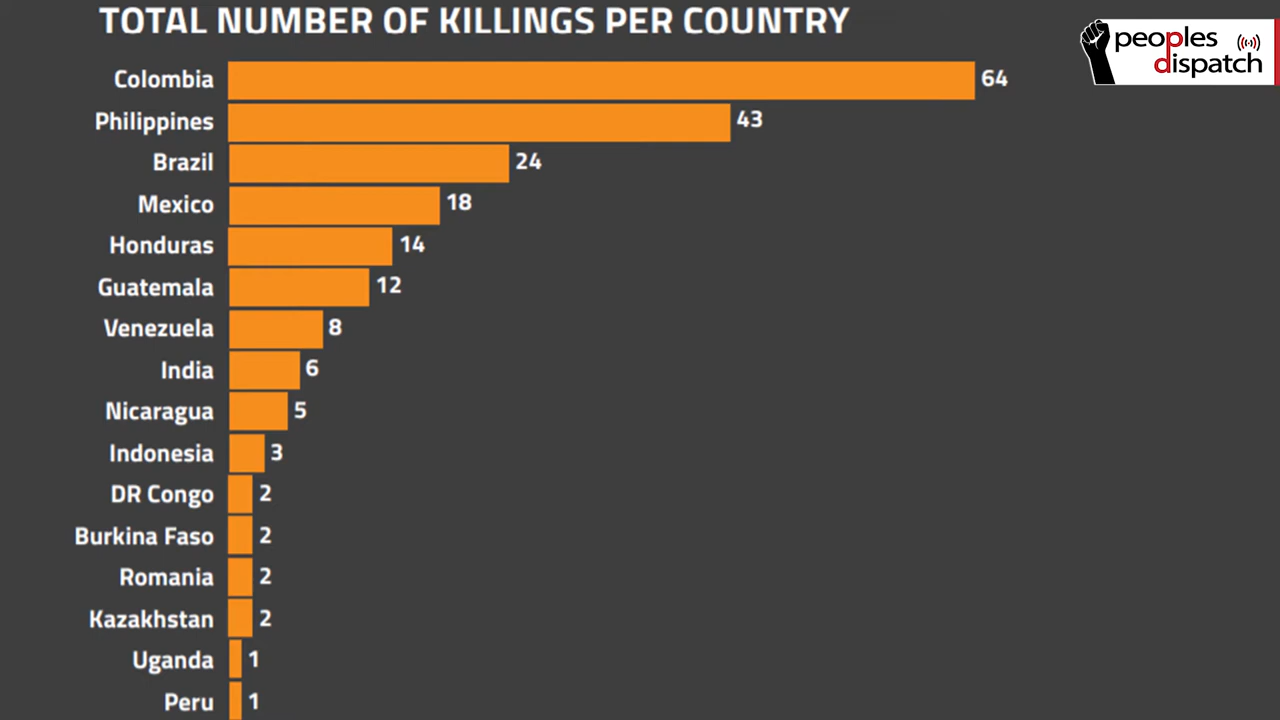 TOTAL NUMBER OF KILLINGS PER COUNTRY
peoples
dispatch
Colombia 64
Philippines 43
Brazil 24
Mexico 18
Honduras 14
Guatemala 12
Venezuela 8
India 6
Nicaragua 5
Indonesia 3
DR Congo 2
Burkina Faso 2
Romania 2
Kazakhstan 2
Uganda 1
Peru 1